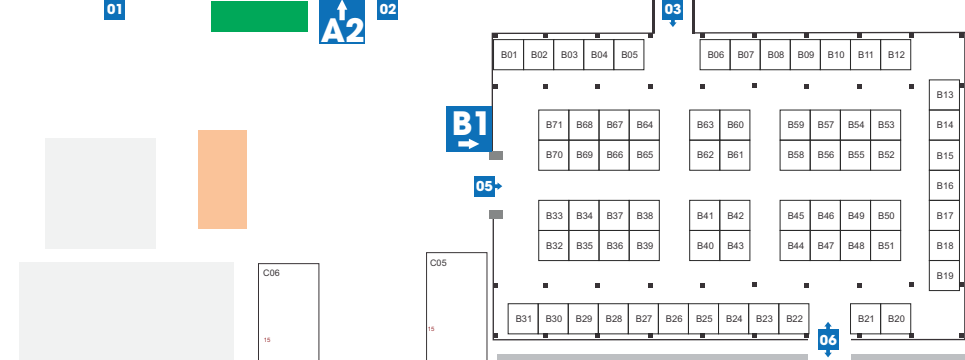 01
A2
02
03
B01 B02 B03 B04 B05 B06 B07 B08 B09 B10 B11 B12
B13
B1
B71 B68 B67 B64 B63 B60 B59 B57 B54 B53 B14
B70 B69 B66 B65 B62 B61 B58 B56 B55 B52 B15
05
B16
B33 B34 B37 B38 B41 B42 B45 B46 B49 B50 B17
B32 B35 B36 B39 B40 B43 B44 B47 B48 B51 B18
C06
C05
B19
B31 B30 B29 B28 B27 B26 B25 B24 B23 B22 B21 B20
15
15
06